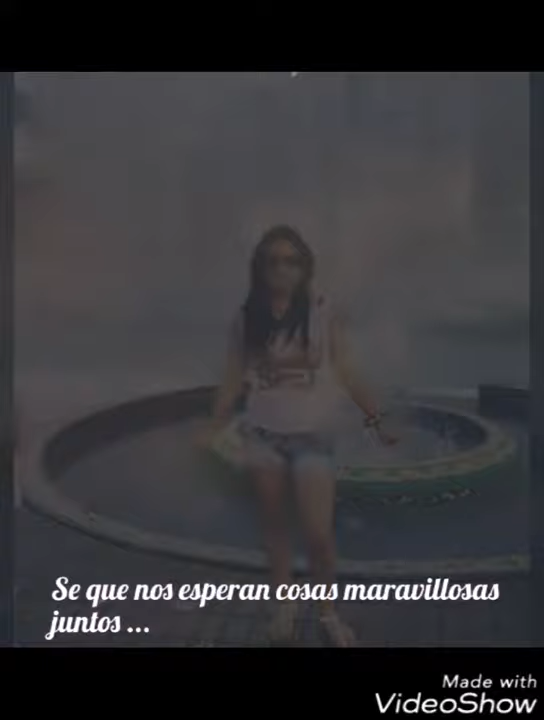 Se que nos esperan cosas maravillosas
juntos ...
Made with
VideoShow